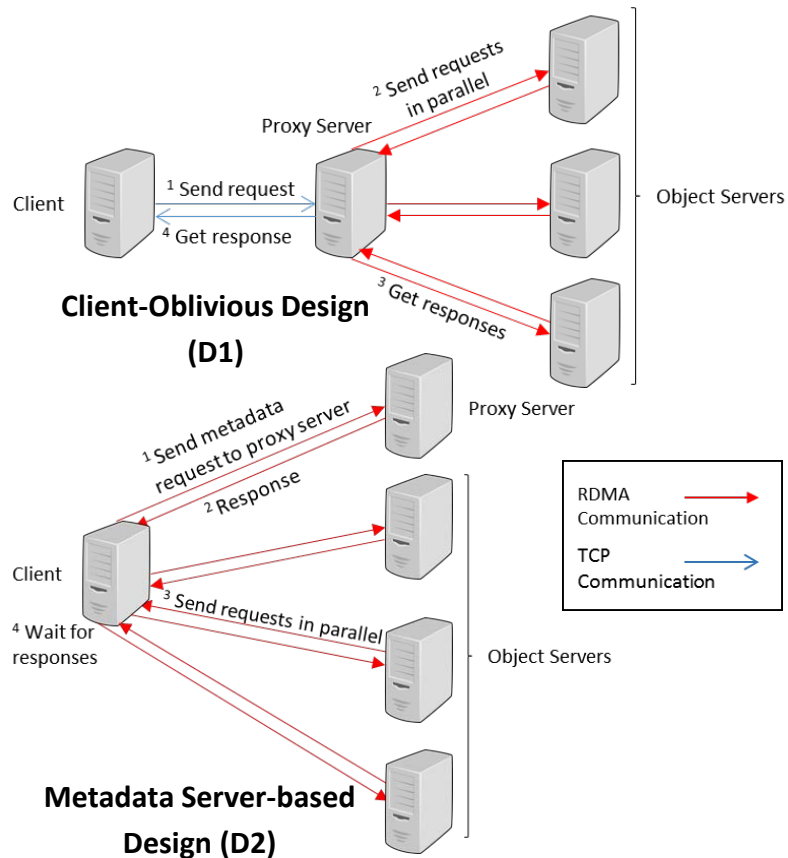 2 Send requests
in parallel
Proxy Server
Client
1 Send request
Object Servers
4 Get response
3 Get responses
Client-Oblivious Design
(D1)
1 Send metadata
request to proxy server
Proxy Server
2 Response
RDMA
Communication
TCP
Communication
Client
3 Send requests in parallel
4 Wait for
responses
Object Servers
Metadata Server-based
Design (D2)